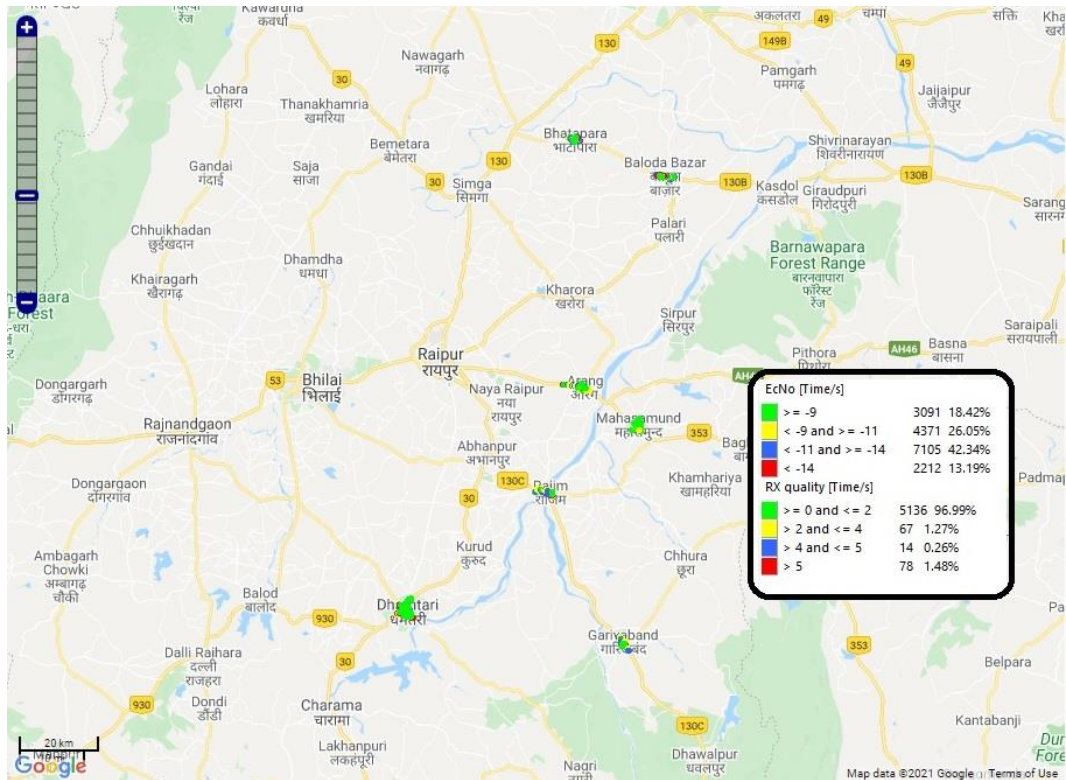 Kawaruna
कवर्धा
रेंज
Nawagarh
नवागढ़
130
अकलतरा
49
चम्पा
सक्ति
149B
30
Lohara
लोहारा
Thanakhamria
खमरिया
Pamgarh
पमगढ़
49
Jaijaipur
जैजैपुर
Bhatapara
भाटापारा
Bemetara
बेमेतरा
130
Shivrinarayan
शिवरीनारायण
Gandai
गंडाई
Saja
साजा
30
Simga
सिमगा
Baloda Bazar
बाज़ार
130B
Kasdol
कसडोल
Giraudpuri
गिरोदपुरी
130B
Sarang
Palari
पलारी
Chhuikhadan
छुईखदान
Dhamdha
धमधा
Barnawapara
Forest Range
बारनवापारा
फॉरेस्ट
रेंज
Khairagarh
खैरागढ़
Forest
Kharora
खरोरा
Sirpur
सिरपुर
Saraipali
सरायपाली
Raipur
रायपुर
Pithora
AH46
Basna
बासना
Dongargarh
डोंगरगढ़
53
Bhilai
भिलाई
Naya Raipur
नया
रायपुर
Arang
Rajnandgaon
राजनांदगांव
Mahasamund
353
Abhanpur
अभानपुर
Khamhariya
खमहरिया
Padmap
Dongargaon
दोंगरगांव
130C
Rajim
राजिम
30
EcNo [Time/s]
>= -9 3091 18.42%
< -9 and >= -11 4371 26.05%
< -11 and >= -14 7105 42.34%
< -14 2212 13.19%
RX quality [Time/s]
>= 0 and <= 2 5136 96.99%
> 2 and <= 4 67 1.27%
> 4 and <= 5 14 0.26%
> 5 78 1.48%
Kurud
कुरुद
Chhura
छूरा
Ambagarh
Chowki
अम्बागढ़
चौकी
Balod
बालोद
930
Dhamtari
धमतरी
Gariyaband
353
Dalli Rajhara
दल्ली
राजहरा
30
Belpara
930
Dondi
डौंडी
Charama
चारामा
130C
Kantabanji
Lakhanpuri
लखनपुरी
Nagri
Dhawalpur
धवलपुर
20 km
Google
Map data ©2021 Google
Terms of Use